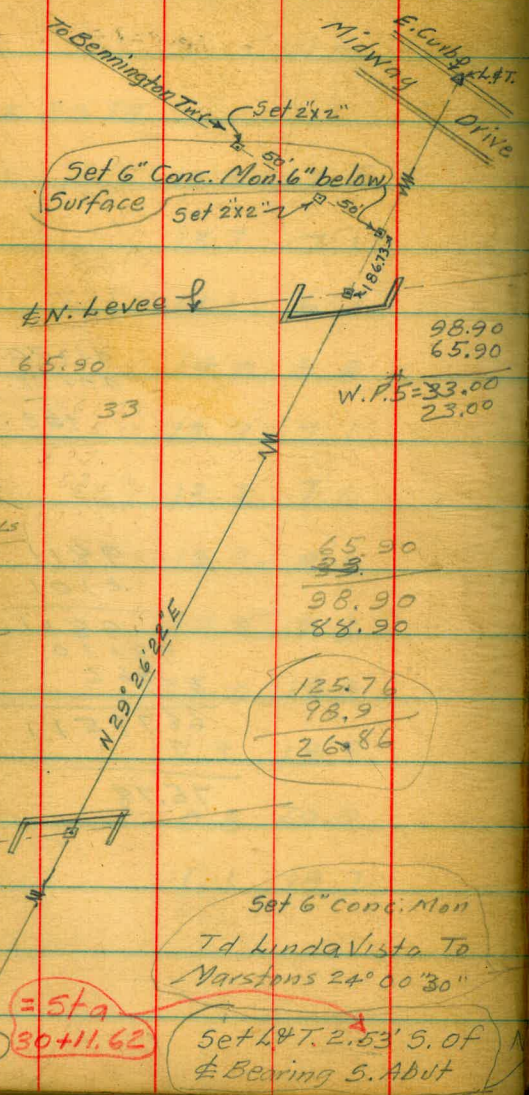 To Bennington Twr
E. Curb
L.&T.
Midway
Drive
Set 2"x2"
50'
Set 6" Conc. Mon. 6" below
Surface
Set 2"x2"
50'
186.73
℄ N. Levee
98.90
65.90
W.P.5=33.00
23.00
65.90
33
65.90
98.90
88.90
N 29° 26' 22" E
125.76
98.9
26.86
Set 6" Conc. Mon
Td Linda Vista To
Marstons 24° 00" 30"
= Sta
30+11.62
Set L&T. 2.53' S. of
℄ Bearing S. Abut